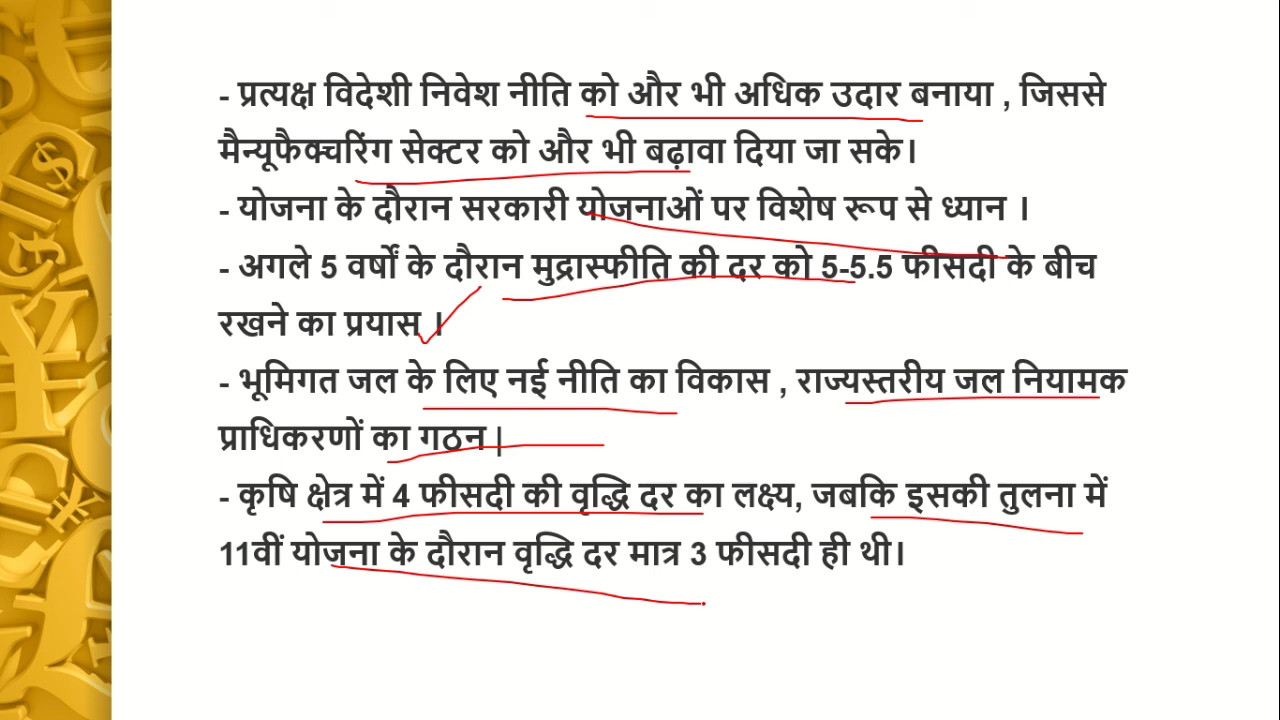 - प्रत्यक्ष विदेशी निवेश नीति को और भी अधिक उदार बनाया , जिससे
मैन्यूफैक्चरिंग सेक्टर को और भी बढ़ावा दिया जा सके।
- योजना के दौरान सरकारी योजनाओं पर विशेष रूप से ध्यान ।
- अगले 5 वर्षों के दौरान मुद्रास्फीति की दर को 5-5.5 फीसदी के बीच
रखने का प्रयास ।
- भूमिगत जल के लिए नई नीति का विकास , राज्यस्तरीय जल नियामक
प्राधिकरणों का गठन |
- कृषि क्षेत्र में 4 फीसदी की वृद्धि दर का लक्ष्य, जबकि इसकी तुलना में
11वीं योजना के दौरान वृद्धि दर मात्र 3 फीसदी ही थी।